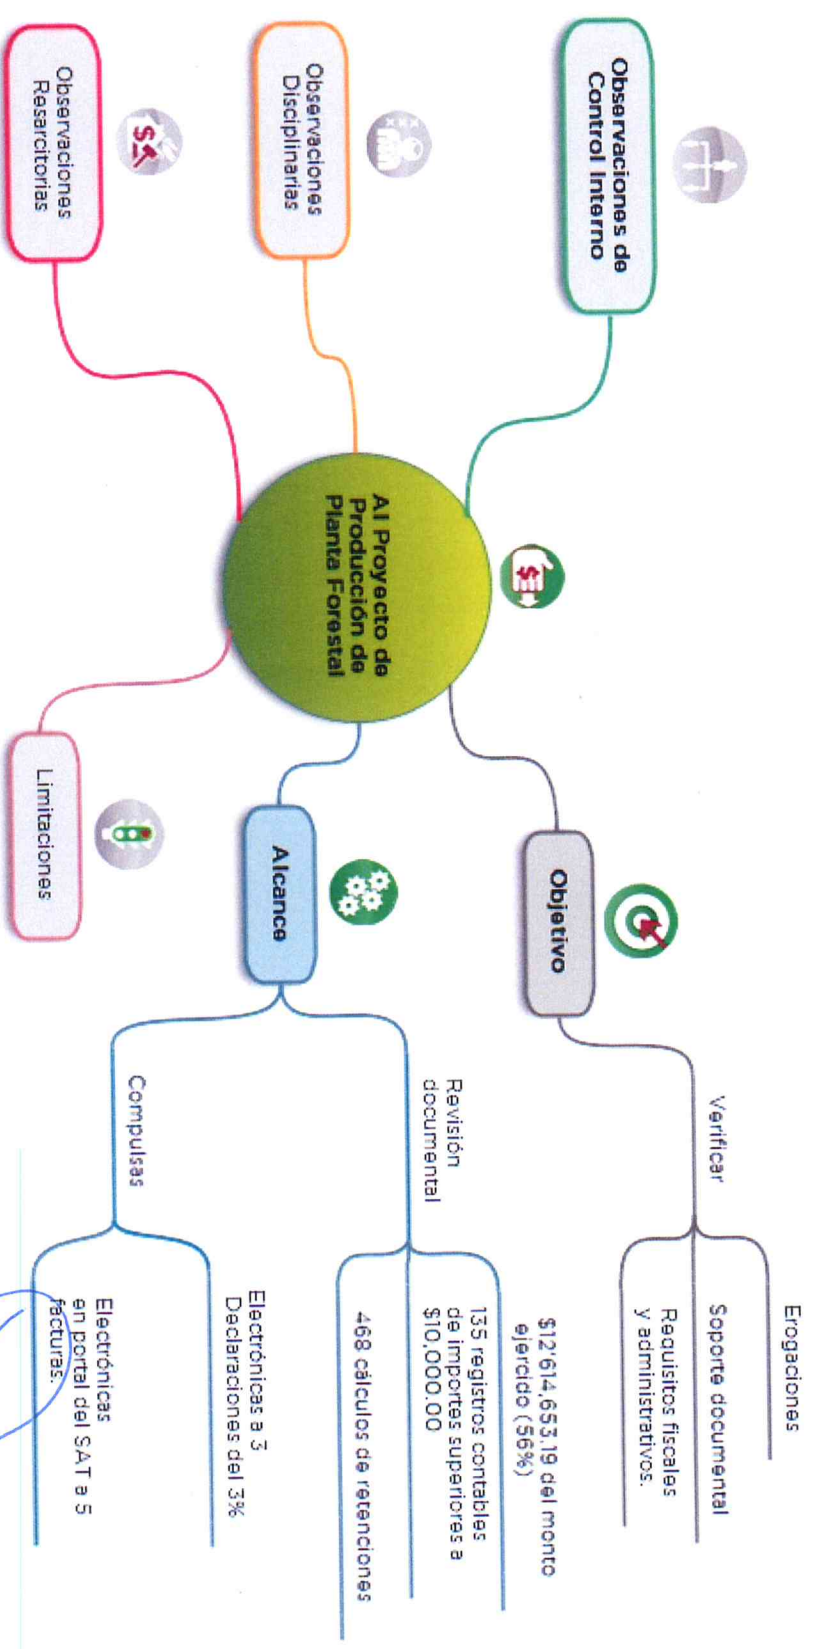 Observaciones de
Control Interno
Observaciones
Disciplinarias
Observaciones
Resarcitorias
Al Proyecto de
Producción de
Planta Forestal
Objetivo
Verificar
Erogaciones
Soporte documental
Requisitos fiscales
y administrativos.
Alcance
Revisión
documental
$12'614,653.19 del monto
ejercido (56%)
135 registros contables
de importes superiores a
$10,000.00
468 cálculos de retenciones
Compulsas
Electrónicas a 3
Declaraciones del 3%
Electrónicas
en portal del SAT a 5
facturas.
Limitaciones